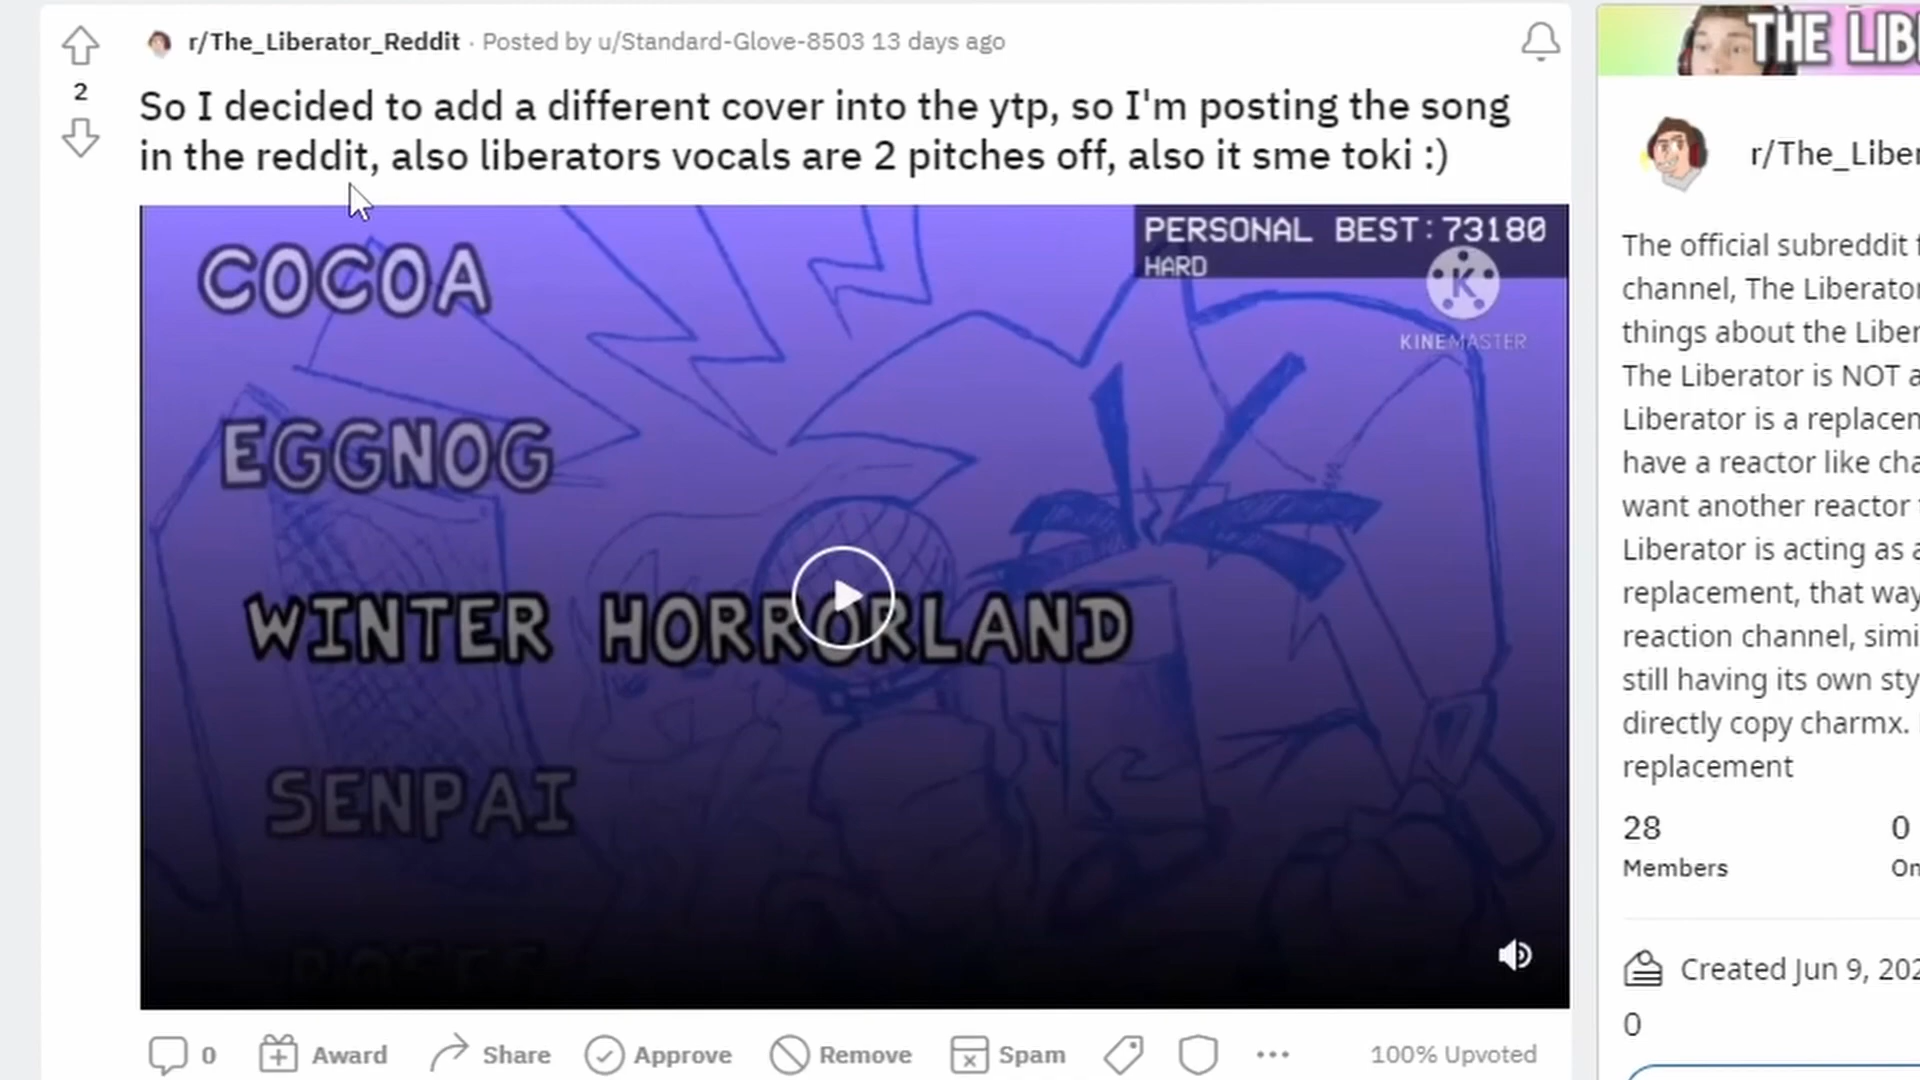 r/The_Liberator_Reddit · Posted by u/Standard-Glove-8503 13 days ago
2
So I decided to add a different cover into the ytp, so I'm posting the song
in the reddit, also liberators vocals are 2 pitches off, also it sme toki :)
PERSONAL BEST:73180
HARD
K
KINEMASTER
COCOA
EGGNOG
WINTER HORRORLAND
SENPAI
0 Award Share Approve Remove Spam ••• 100% Upvoted
THE LIB
r/The_Liber
The official subreddit f
channel, The Liberator
things about the Liber
The Liberator is NOT a
Liberator is a replacem
have a reactor like cha
want another reactor
Liberator is acting as a
replacement, that way
reaction channel, simi
still having its own sty
directly copy charmx.
replacement
28 0
Members On
Created Jun 9, 202
0